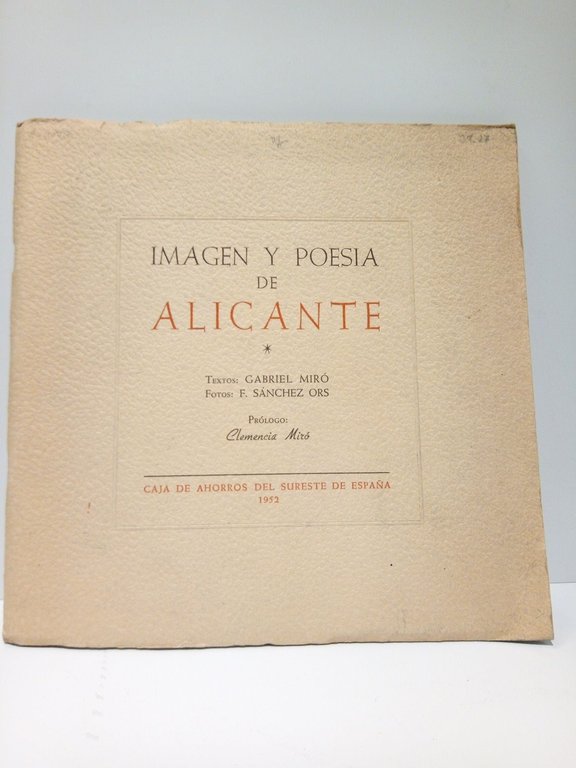 IMAGEN Y POESIA
DE
ALICANTE
*
TEXTOS: GABRIEL MIRÓ
FOTOS: F. SÁNCHEZ ORS
PRÓLOGO:
Clemencia Miró
CAJA DE AHORROS DEL SURESTE DE ESPAÑA
1952